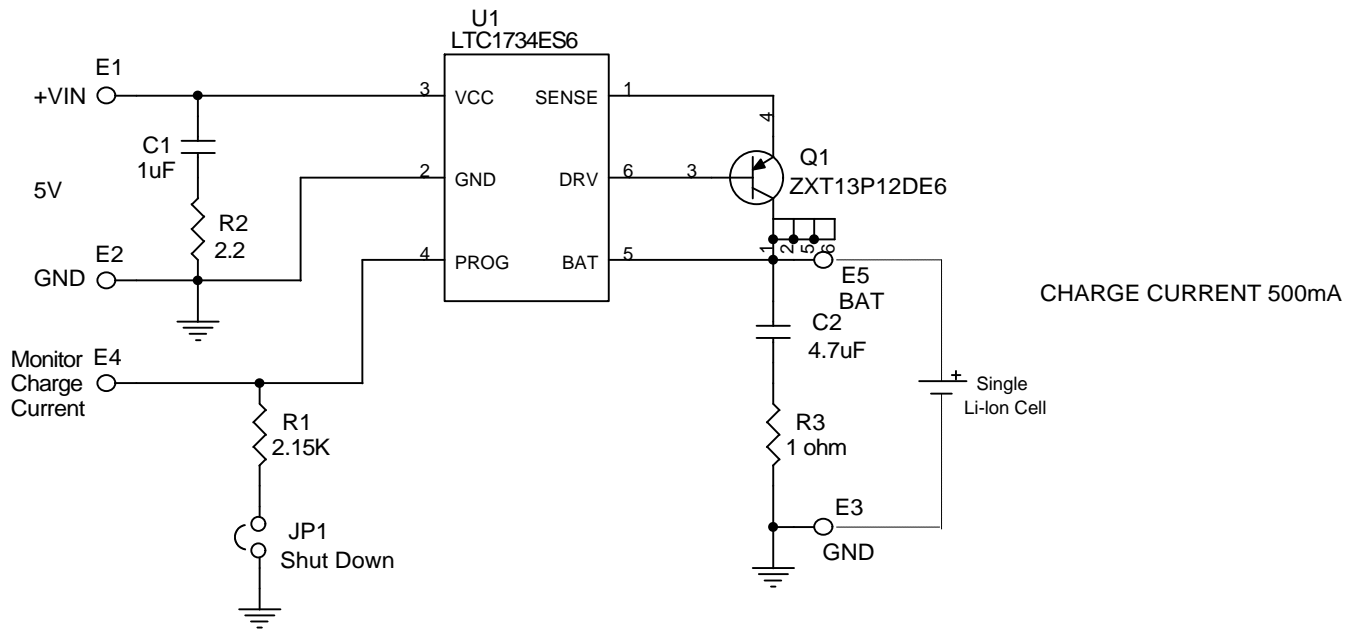 U1
LTC1734ES6
E1
+VIN
3
VCC
SENSE
1
4
C1
1uF
2
GND
DRV
6
3
Q1
ZXT13P12DE6
5V
R2
2.2
E2
GND
4
PROG
BAT
5
1
2
5
6
E5
BAT
CHARGE CURRENT 500mA
C2
4.7uF
Monitor
Charge
Current
E4
+
Single
Li-Ion Cell
R1
2.15K
R3
1 ohm
JP1
Shut Down
E3
GND